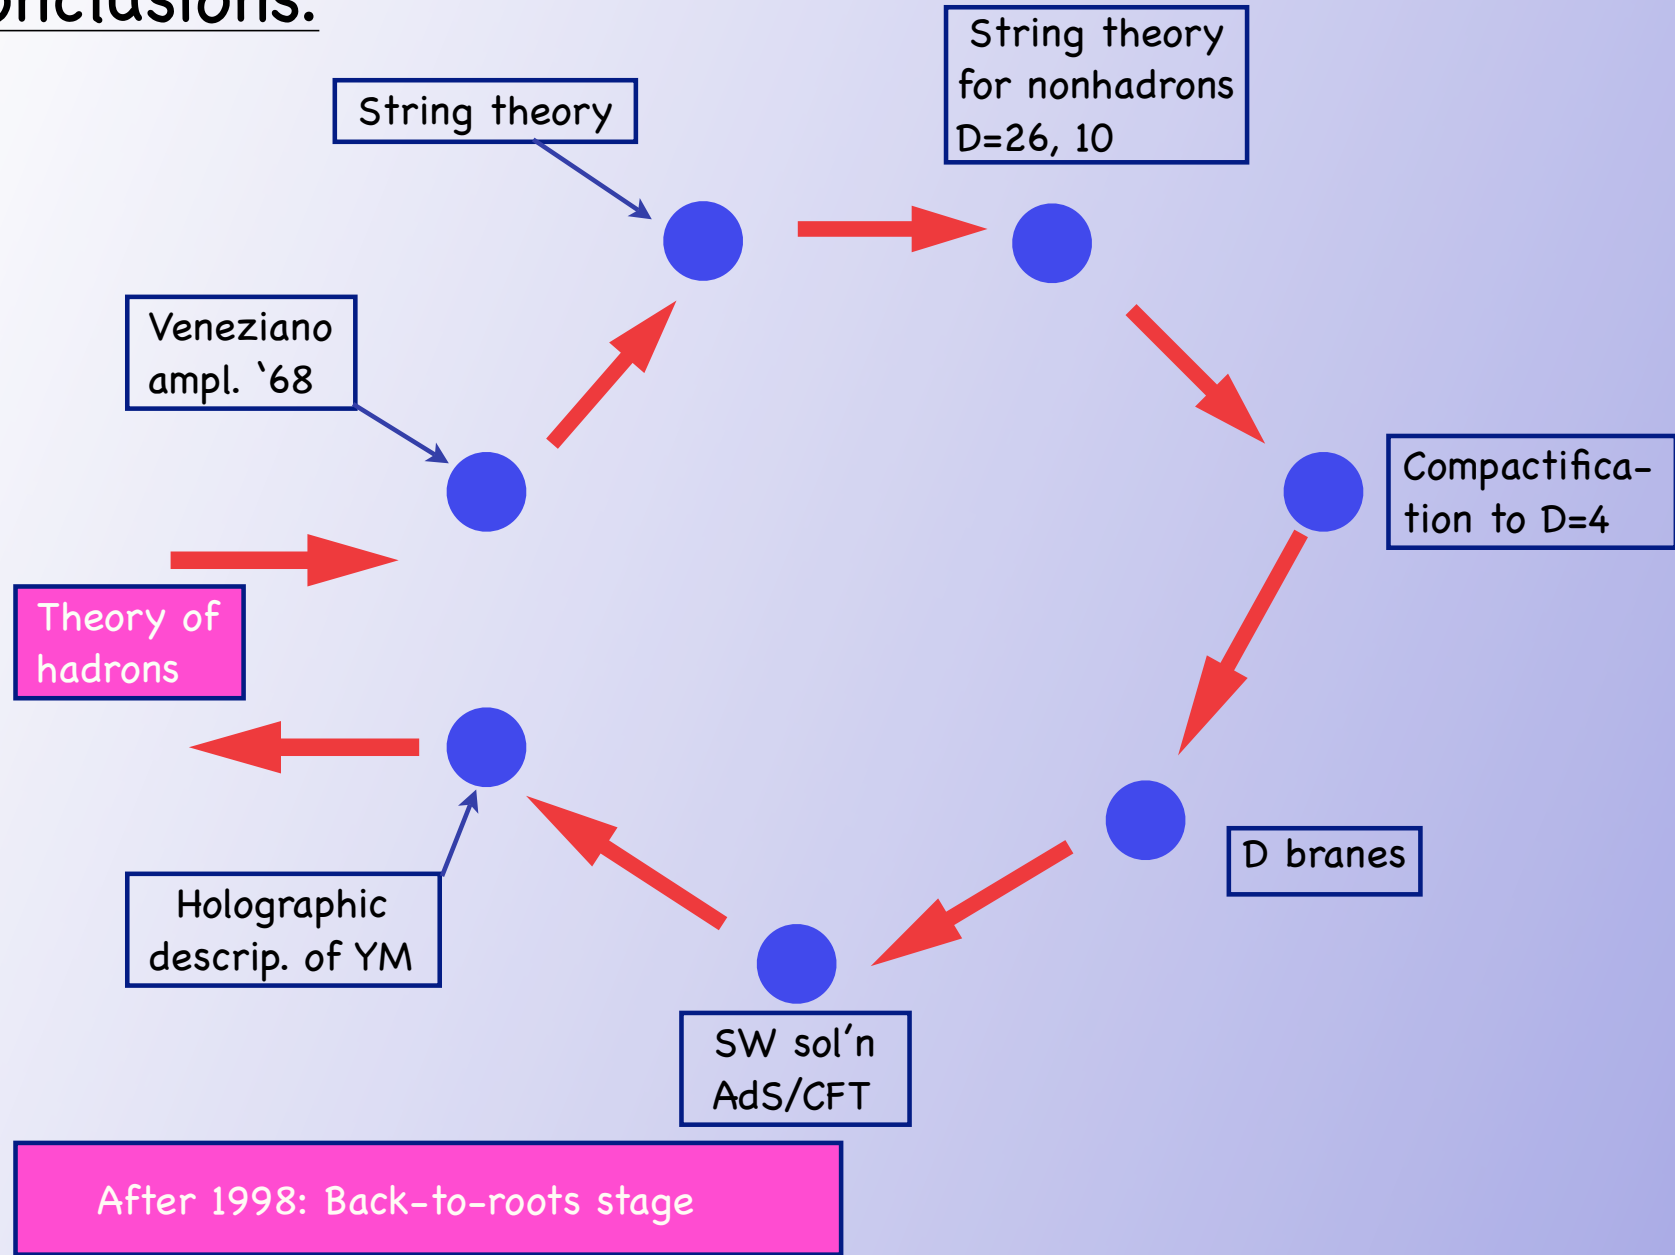 onclusions.
String theory
for nonhadrons
D=26, 10
String theory
Veneziano
ampl. ‘68
Compactifica-
tion to D=4
Theory of
hadrons
D branes
Holographic
descrip. of YM
SW sol’n
AdS/CFT
After 1998: Back-to-roots stage